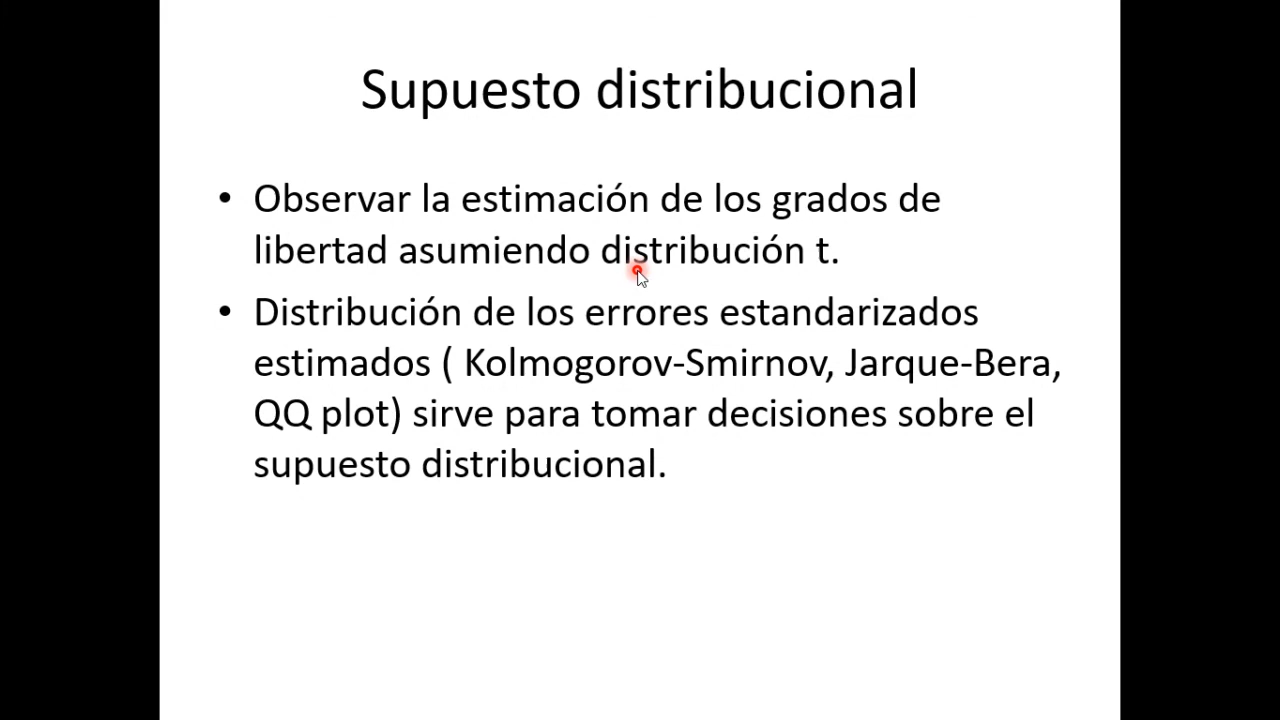 Supuesto distribucional
• Observar la estimación de los grados de
libertad asumiendo distribución t.
• Distribución de los errores estandarizados
estimados ( Kolmogorov-Smirnov, Jarque-Bera,
QQ plot) sirve para tomar decisiones sobre el
supuesto distribucional.